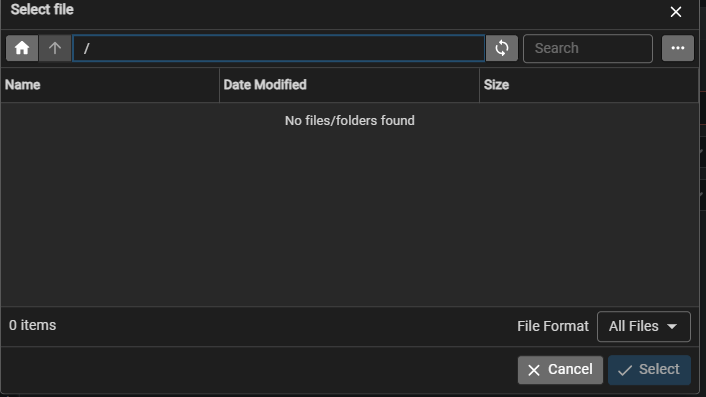 Select file
/
Search
Name
Date Modified
Size
No files/folders found
0 items
File Format
All Files
Cancel
Select